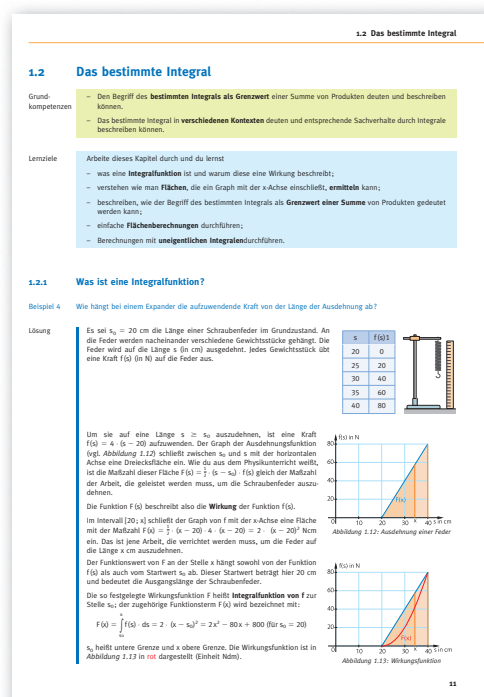 1.2 Das bestimmte Integral
1.2 Das bestimmte Integral
Grund-
kompetenzen
– Den Begriff des bestimmten Integrals als Grenzwert einer Summe von Produkten deuten und beschreiben
können.
– Das bestimmte Integral in verschiedenen Kontexten deuten und entsprechende Sachverhalte durch Integrale
beschreiben können.
Lernziele
Arbeite dieses Kapitel durch und du lernst
– was eine Integralfunktion ist und warum diese eine Wirkung beschreibt;
– verstehen wie man Flächen, die ein Graph mit der x-Achse einschließt, ermitteln kann;
– beschreiben, wie der Begriff des bestimmten Integrals als Grenzwert einer Summe von Produkten gedeutet
werden kann;
– einfache Flächenberechnungen durchführen;
– Berechnungen mit uneigentlichen Integralendurchführen.
1.2.1 Was ist eine Integralfunktion?
Beispiel 4 Wie hängt bei einem Expander die aufzuwendende Kraft von der Länge der Ausdehnung ab?
Lösung
Es sei s₀ = 20 cm die Länge einer Schraubenfeder im Grundzustand. An
die Feder werden nacheinander verschiedene Gewichtsstücke gehängt. Die
Feder wird auf die Länge s (in cm) ausgedehnt. Jedes Gewichtsstück übt
eine Kraft f(s) (in N) auf die Feder aus.
s f(s)1
20 0
25 20
30 40
35 60
40 80
Um sie auf eine Länge s ≥ s₀ auszudehnen, ist eine Kraft
f(s) = 4 · (s – 20) aufzuwenden. Der Graph der Ausdehnungsfunktion
(vgl. Abbildung 1.12) schließt zwischen s₀ und s mit der horizontalen
Achse eine Dreiecksfläche ein. Wie du aus dem Physikunterricht weißt,
ist die Maßzahl dieser Fläche F(s) = ½ · (s – s₀) · f(s) gleich der Maßzahl
der Arbeit, die geleistet werden muss, um die Schraubenfeder auszu-
dehnen.
Die Funktion F(s) beschreibt also die Wirkung der Funktion f(s).
Im Intervall [20; x] schließt der Graph von f mit der x-Achse eine Fläche
mit der Maßzahl F(x) = ½ · (x – 20) · 4 · (x – 20) = 2 · (x – 20)² Ncm
ein. Das ist jene Arbeit, die verrichtet werden muss, um die Feder auf
die Länge x cm auszudehnen.
f(s) in N
80
60
40
20
f(x)
0 10 20 30 x 40 s in cm
Abbildung 1.12: Ausdehnung einer Feder
Der Funktionswert von F an der Stelle x hängt sowohl von der Funktion
f(s) als auch vom Startwert s₀ ab. Dieser Startwert beträgt hier 20 cm
und bedeutet die Ausgangslänge der Schraubenfeder.
Die so festgelegte Wirkungsfunktion F heißt Integralfunktion von f zur
Stelle s₀; der zugehörige Funktionsterm F(x) wird bezeichnet mit:
F(x) = ∫ₛ₀ˣ f(s) · ds = 2 · (x – s₀)² = 2x² – 80x + 800 (für s₀ = 20)
s₀ heißt untere Grenze und x obere Grenze. Die Wirkungsfunktion ist in
Abbildung 1.13 in rot dargestellt (Einheit Ndm).
f(s) in N
80
60
40
20
F(x)
0 10 20 30 x 40 s in cm
Abbildung 1.13: Wirkungsfunktion
11